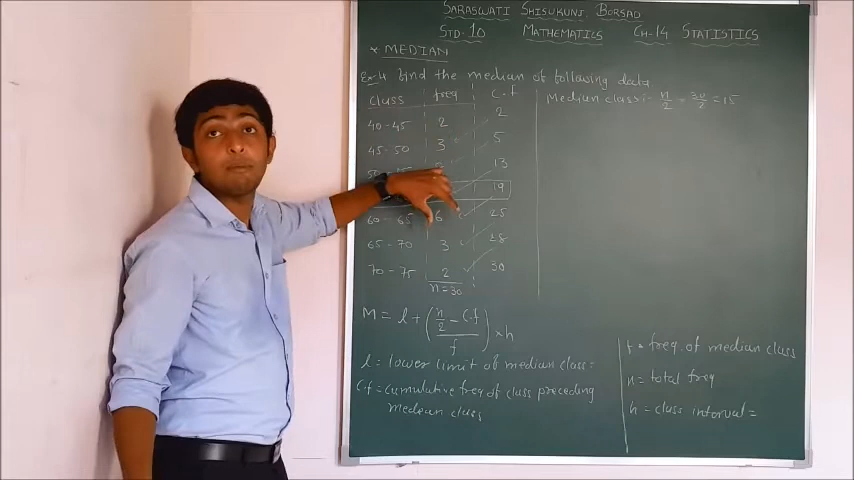 SARASWATI SHISUKUNJ, BORSAD
STD-10 MATHEMATICS CH-14 STATISTICS
* MEDIAN
Ex-4 find the median of following data
class freq c.f
40-45 2 2
45-50 3 5
13
19
60-65 6 25
65-70 3 28
70-75 2 30
n=30
Median class:- n/2 = 30/2 = 15
M = l + ( (n/2 - C.f) / f ) × h
l = lower limit of median class =
C.f = cumulative freq of class preceding
median class
f = freq. of median class
n = total freq
h = class interval =